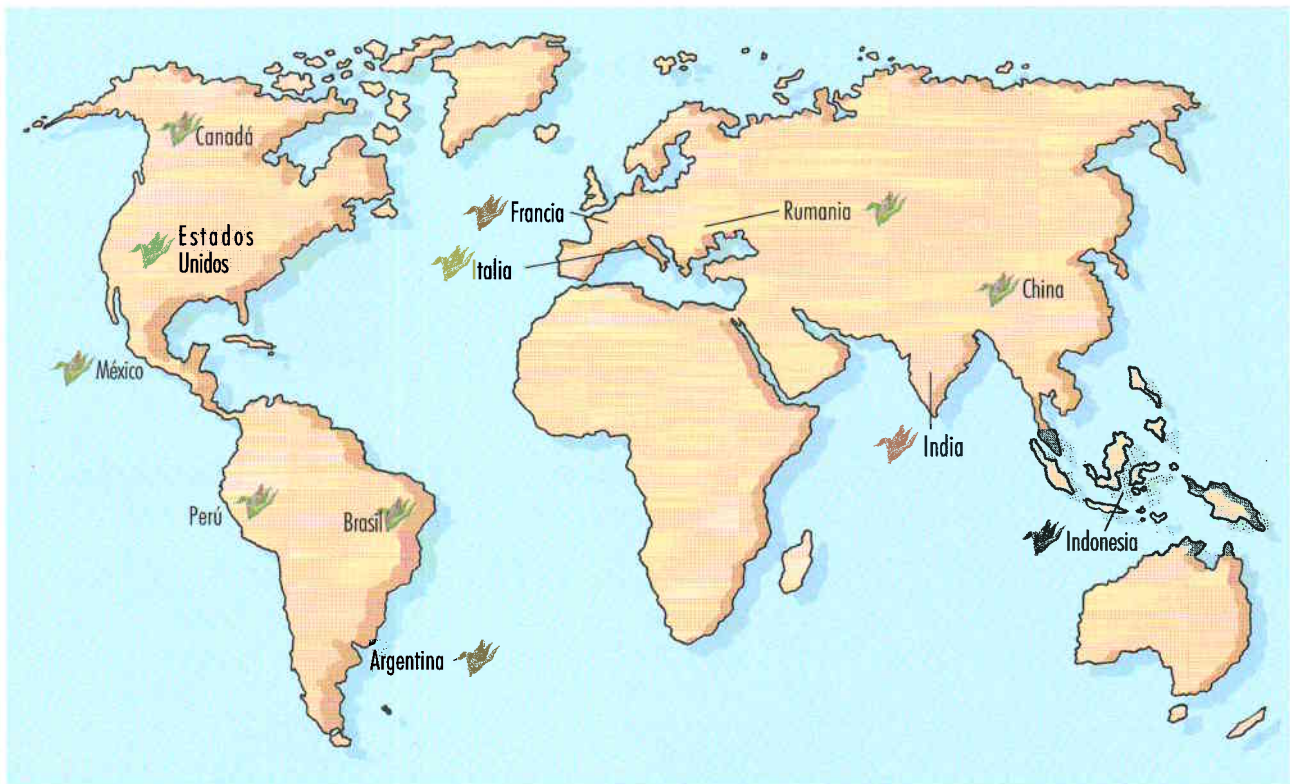 Canadá
Francia
Rumania
Estados
Unidos
Italia
China
México
India
Perú
Brasil
Indonesia
Argentina